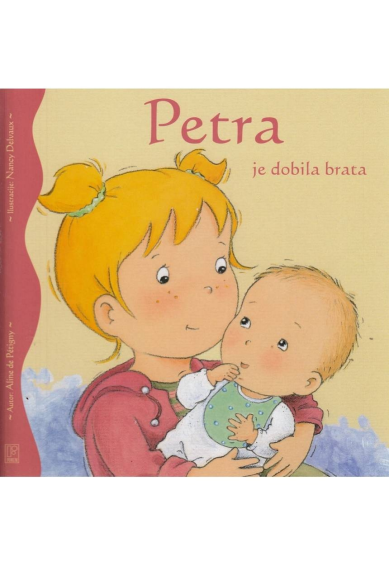 Petra
je dobila brata
~ Autor: Aline de Pétigny ~
~ Ilustracije: Nancy Delvaux ~